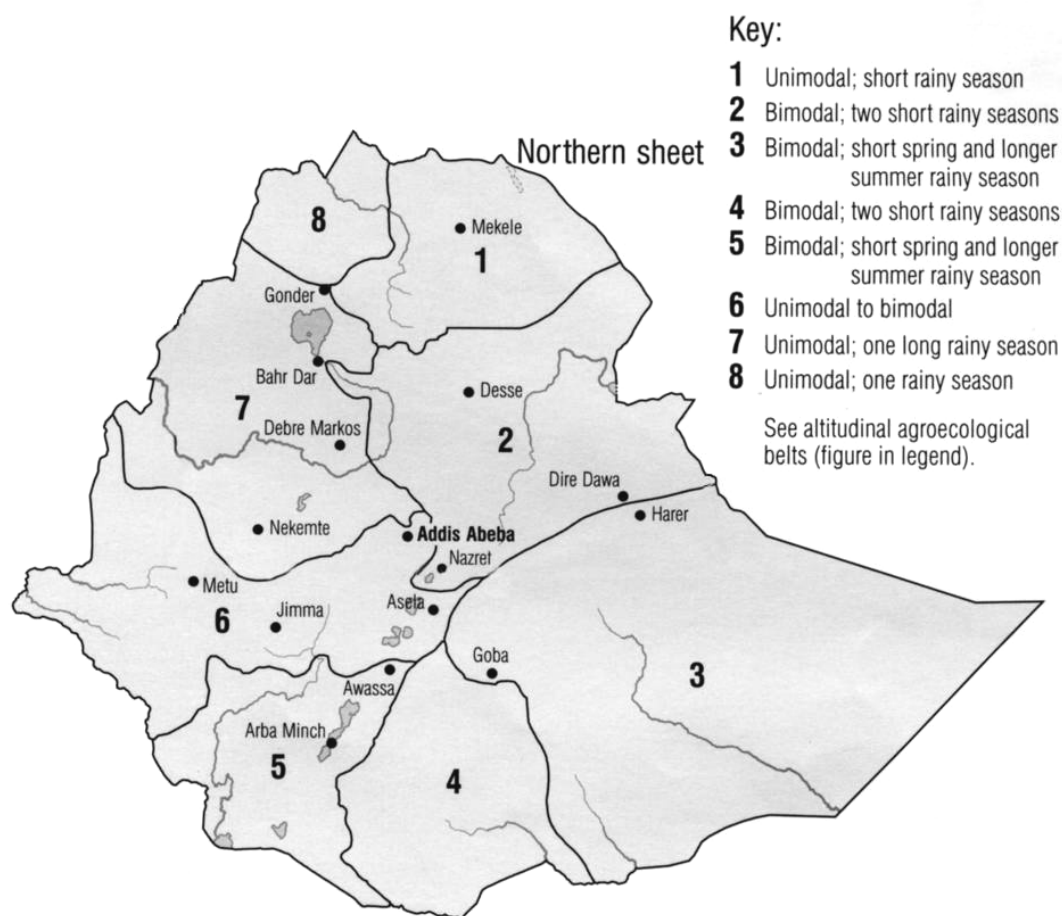 Key:
1 Unimodal; short rainy season
2 Bimodal; two short rainy seasons
3 Bimodal; short spring and longer
summer rainy season
4 Bimodal; two short rainy seasons
5 Bimodal; short spring and longer
summer rainy season
6 Unimodal to bimodal
7 Unimodal; one long rainy season
8 Unimodal; one rainy season
See altitudinal agroecological
belts (figure in legend).
Northern sheet
8
Mekele
1
Gonder
Bahr Dar
Desse
7
2
Debre Markos
Dire Dawa
Harer
Nekemte
Addis Abeba
Nazret
Metu
Asela
6
Jimma
Goba
3
Awassa
Arba Minch
5
4